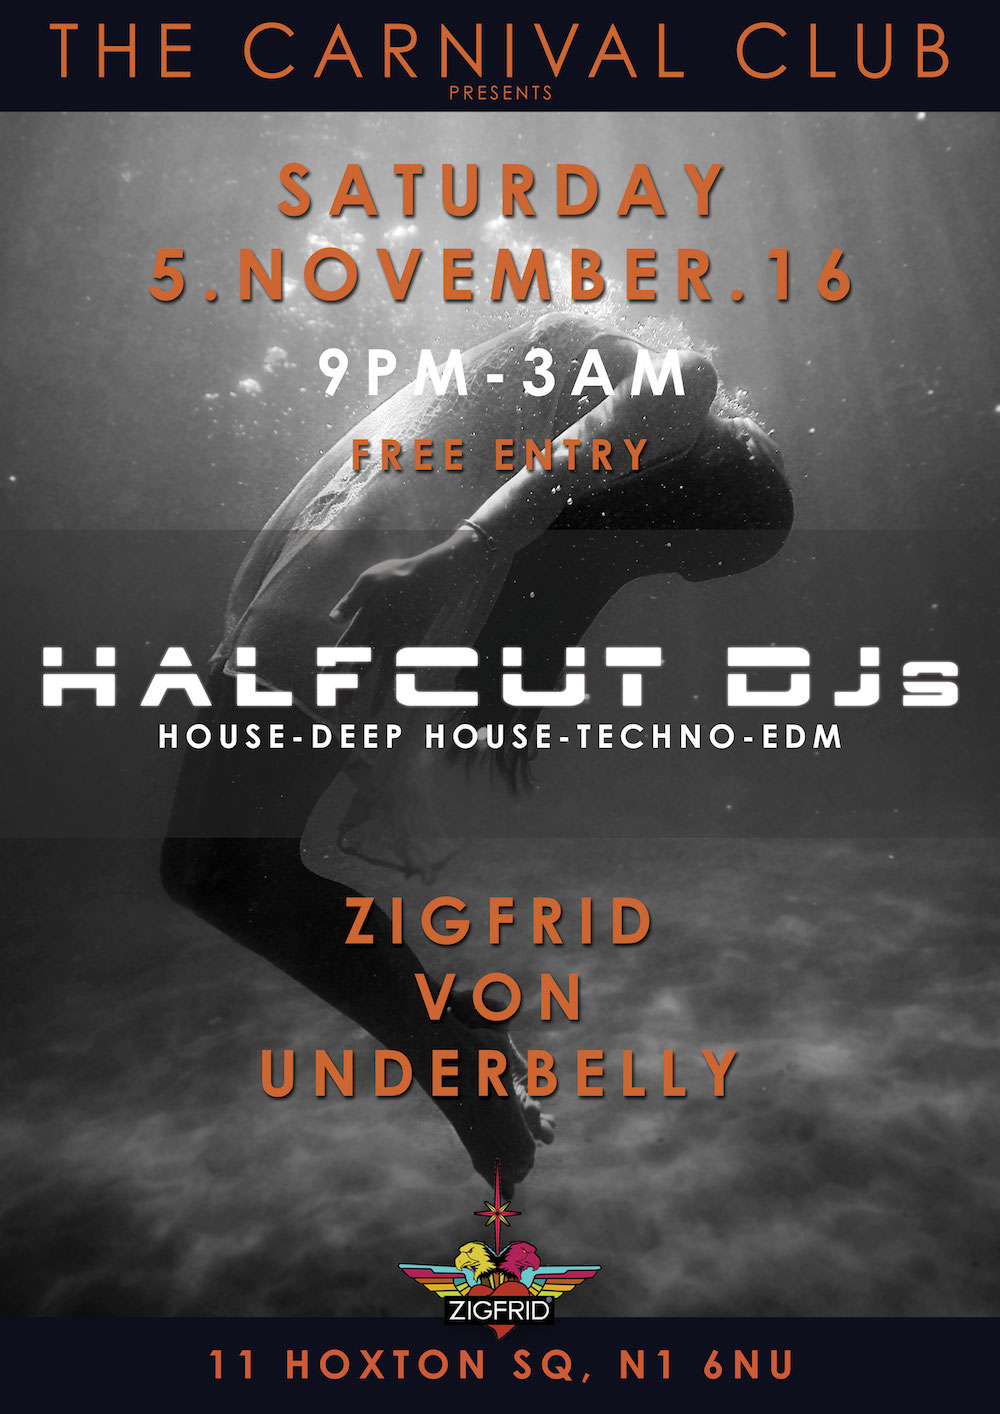 THE CARNIVAL CLUB
PRESENTS
SATURDAY
5.NOVEMBER.16
9PM-3AM
FREE ENTRY
HALFCUT DJs
HOUSE-DEEP HOUSE-TECHNO-EDM
ZIGFRID
VON
UNDERBELLY
ZIGFRID®
11 HOXTON SQ, N1 6NU